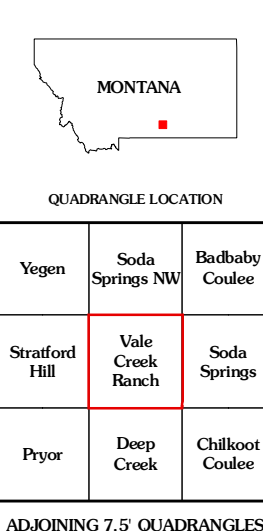 MONTANA
QUADRANGLE LOCATION
Yegen
Soda
Springs NW
Badbaby
Coulee
Stratford
Hill
Vale
Creek
Ranch
Soda
Springs
Pryor
Deep
Creek
Chilkoot
Coulee
ADJOINING 7.5' QUADRANGLES